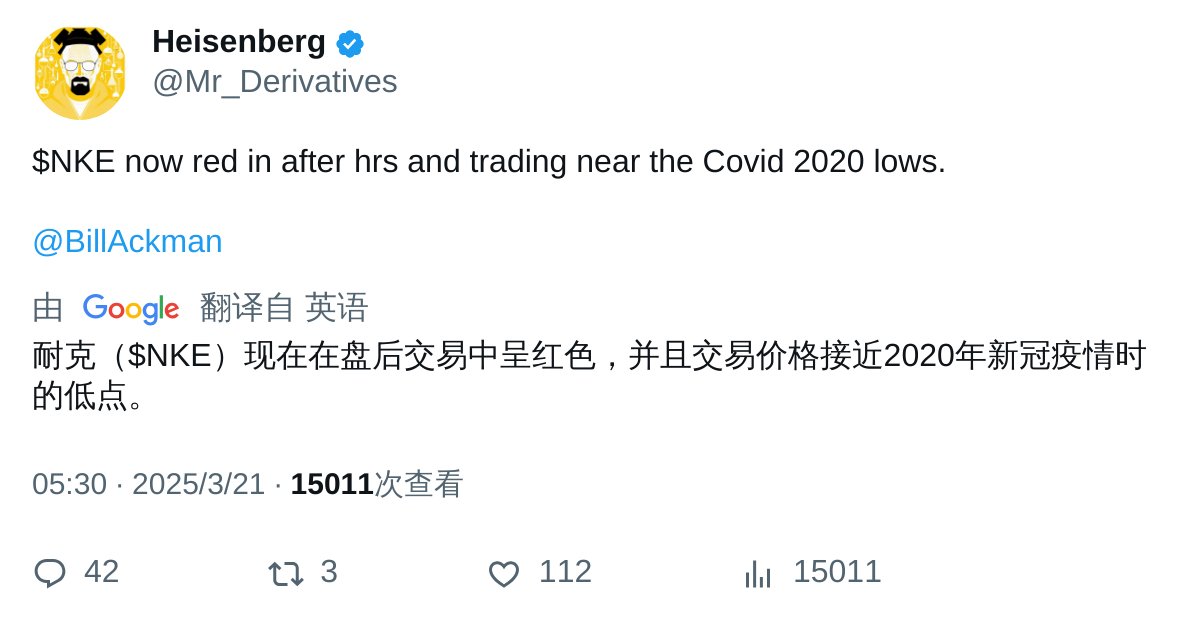 Heisenberg
@Mr_Derivatives
$NKE now red in after hrs and trading near the Covid 2020 lows.
@BillAckman
由 Google 翻译自 英语
耐克（$NKE）现在在盘后交易中呈红色，并且交易价格接近2020年新冠疫情时
的低点。
05:30 · 2025/3/21 · 15011次查看
42 3 112 15011